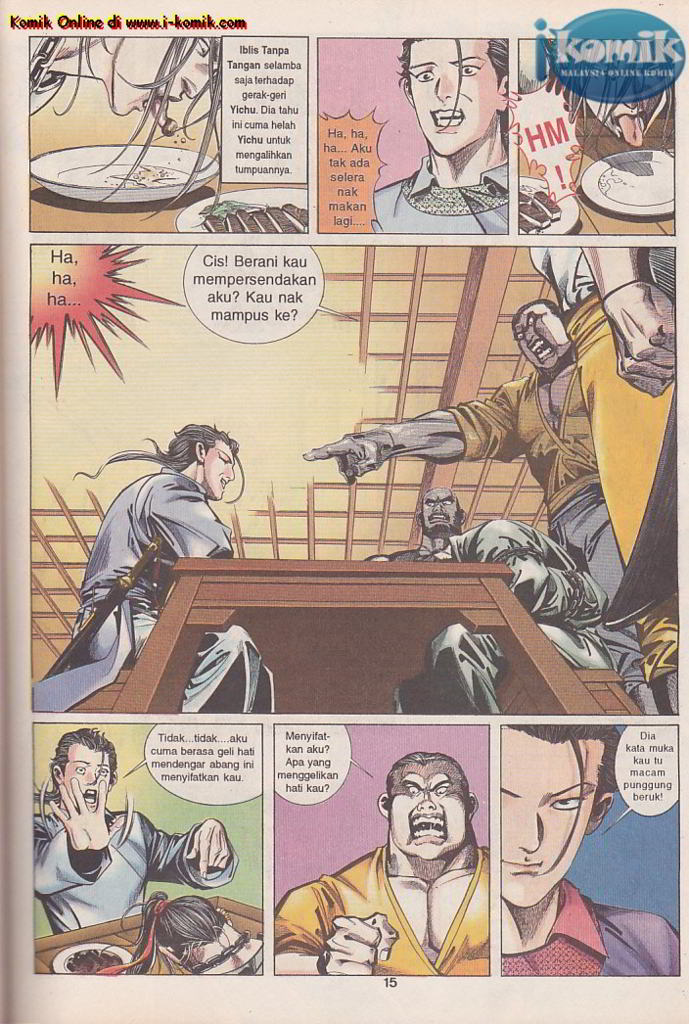 Komik Online di www.i-komik.com
ikomik
MALAYSIA ONLINE KOMIK
Iblis Tanpa
Tangan selamba
saja terhadap
gerak-geri
Yichu. Dia tahu
ini cuma helah
Yichu untuk
mengalihkan
tumpuannya.
Ha, ha,
ha... Aku
tak ada
selera
nak
makan
lagi....
HM
!
Ha,
ha,
ha...
Cis! Berani kau
mempersendakan
aku? Kau nak
mampus ke?
Tidak...tidak....aku
cuma berasa geli hati
mendengar abang ini
menyifatkan kau.
Menyifat-
kan aku?
Apa yang
menggelikan
hati kau?
Dia
kata muka
kau tu
macam
punggung
beruk!
15
ikomik